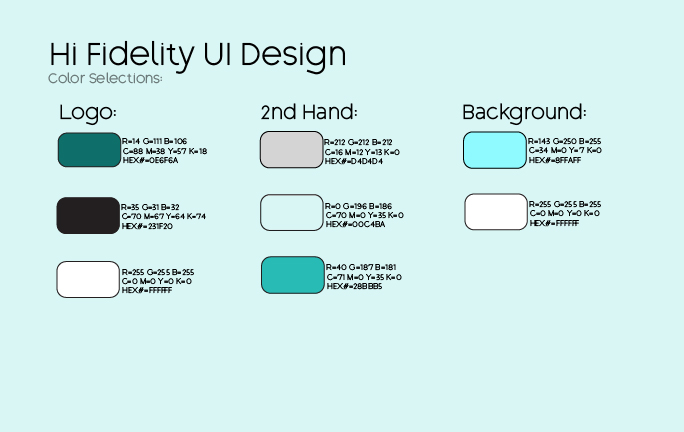 Hi Fidelity UI Design
Color Selections:
Logo:
R=14 G=111 B=106
C=88 M=38 Y=57 K=18
HEX#=0E6F6A
R=35 G=31 B=32
C=70 M=67 Y=64 K=74
HEX#=231F20
R=255 G=255 B=255
C=0 M=0 Y=0 K=0
HEX#=FFFFFF
2nd Hand:
R=212 G=212 B=212
C=16 M=12 Y=13 K=0
HEX#=D4D4D4
R=0 G=196 B=186
C=70 M=0 Y=35 K=0
HEX#=00C4BA
R=40 G=187 B=181
C=71 M=0 Y=35 K=0
HEX#=28BBB5
Background:
R=143 G=250 B=255
C=34 M=0 Y=7 K=0
HEX#=8FFAFF
R=255 G=255 B=255
C=0 M=0 Y=0 K=0
HEX#=FFFFFF